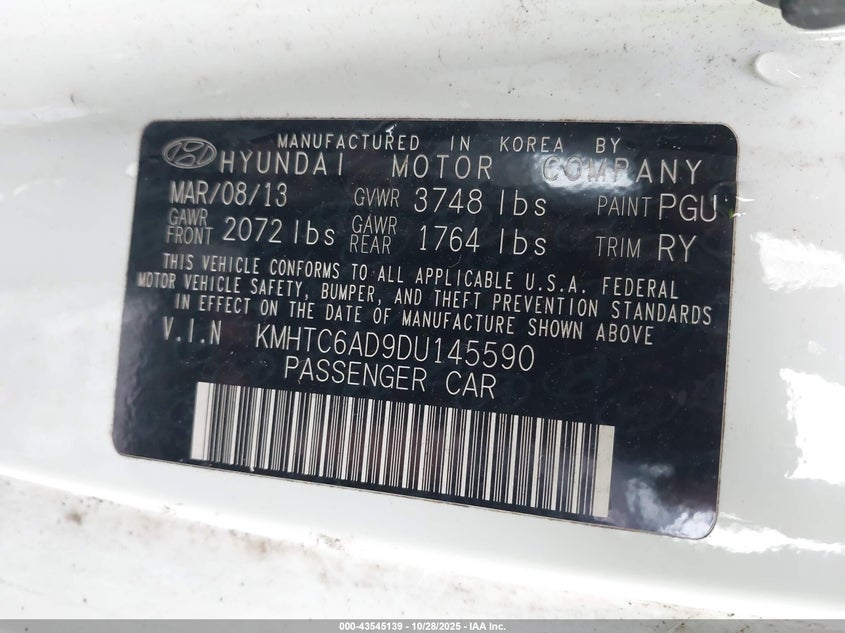 MANUFACTURED IN KOREA BY
HYUNDAI MOTOR COMPANY
MAR/08/13 GVWR 3748 lbs PAINT PGU
GAWR FRONT 2072 lbs GAWR REAR 1764 lbs TRIM RY
THIS VEHICLE CONFORMS TO ALL APPLICABLE U.S.A. FEDERAL
MOTOR VEHICLE SAFETY, BUMPER, AND THEFT PREVENTION STANDARDS
IN EFFECT ON THE DATE OF MANUFACTURE SHOWN ABOVE
V.I.N KMHTC6AD9DU145590
PASSENGER CAR
000-43545139 - 10/28/2025 - IAA Inc.